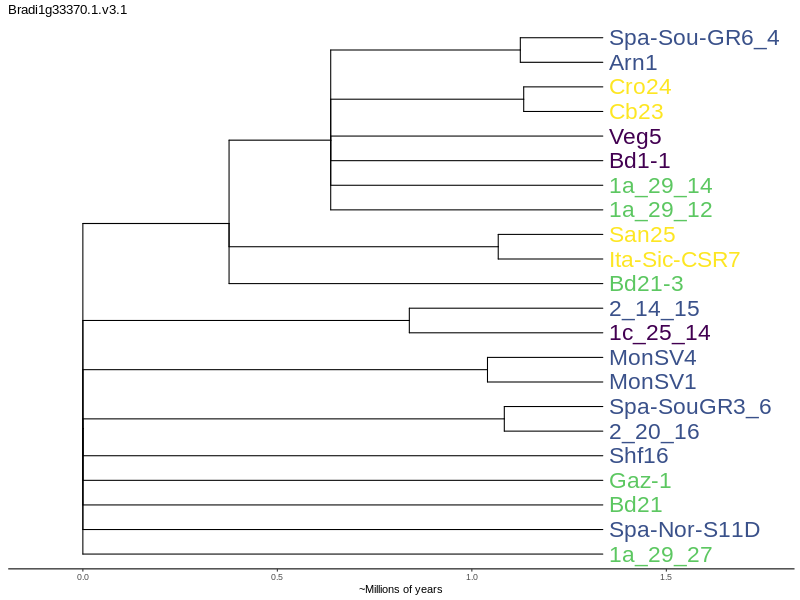 Bradi1g33370.1.v3.1
Spa-Sou-GR6_4
Arn1
Cro24
Cb23
Veg5
Bd1-1
1a_29_14
1a_29_12
San25
Ita-Sic-CSR7
Bd21-3
2_14_15
1c_25_14
MonSV4
MonSV1
Spa-SouGR3_6
2_20_16
Shf16
Gaz-1
Bd21
Spa-Nor-S11D
1a_29_27
0.0 0.5 1.0 1.5
~Millions of years